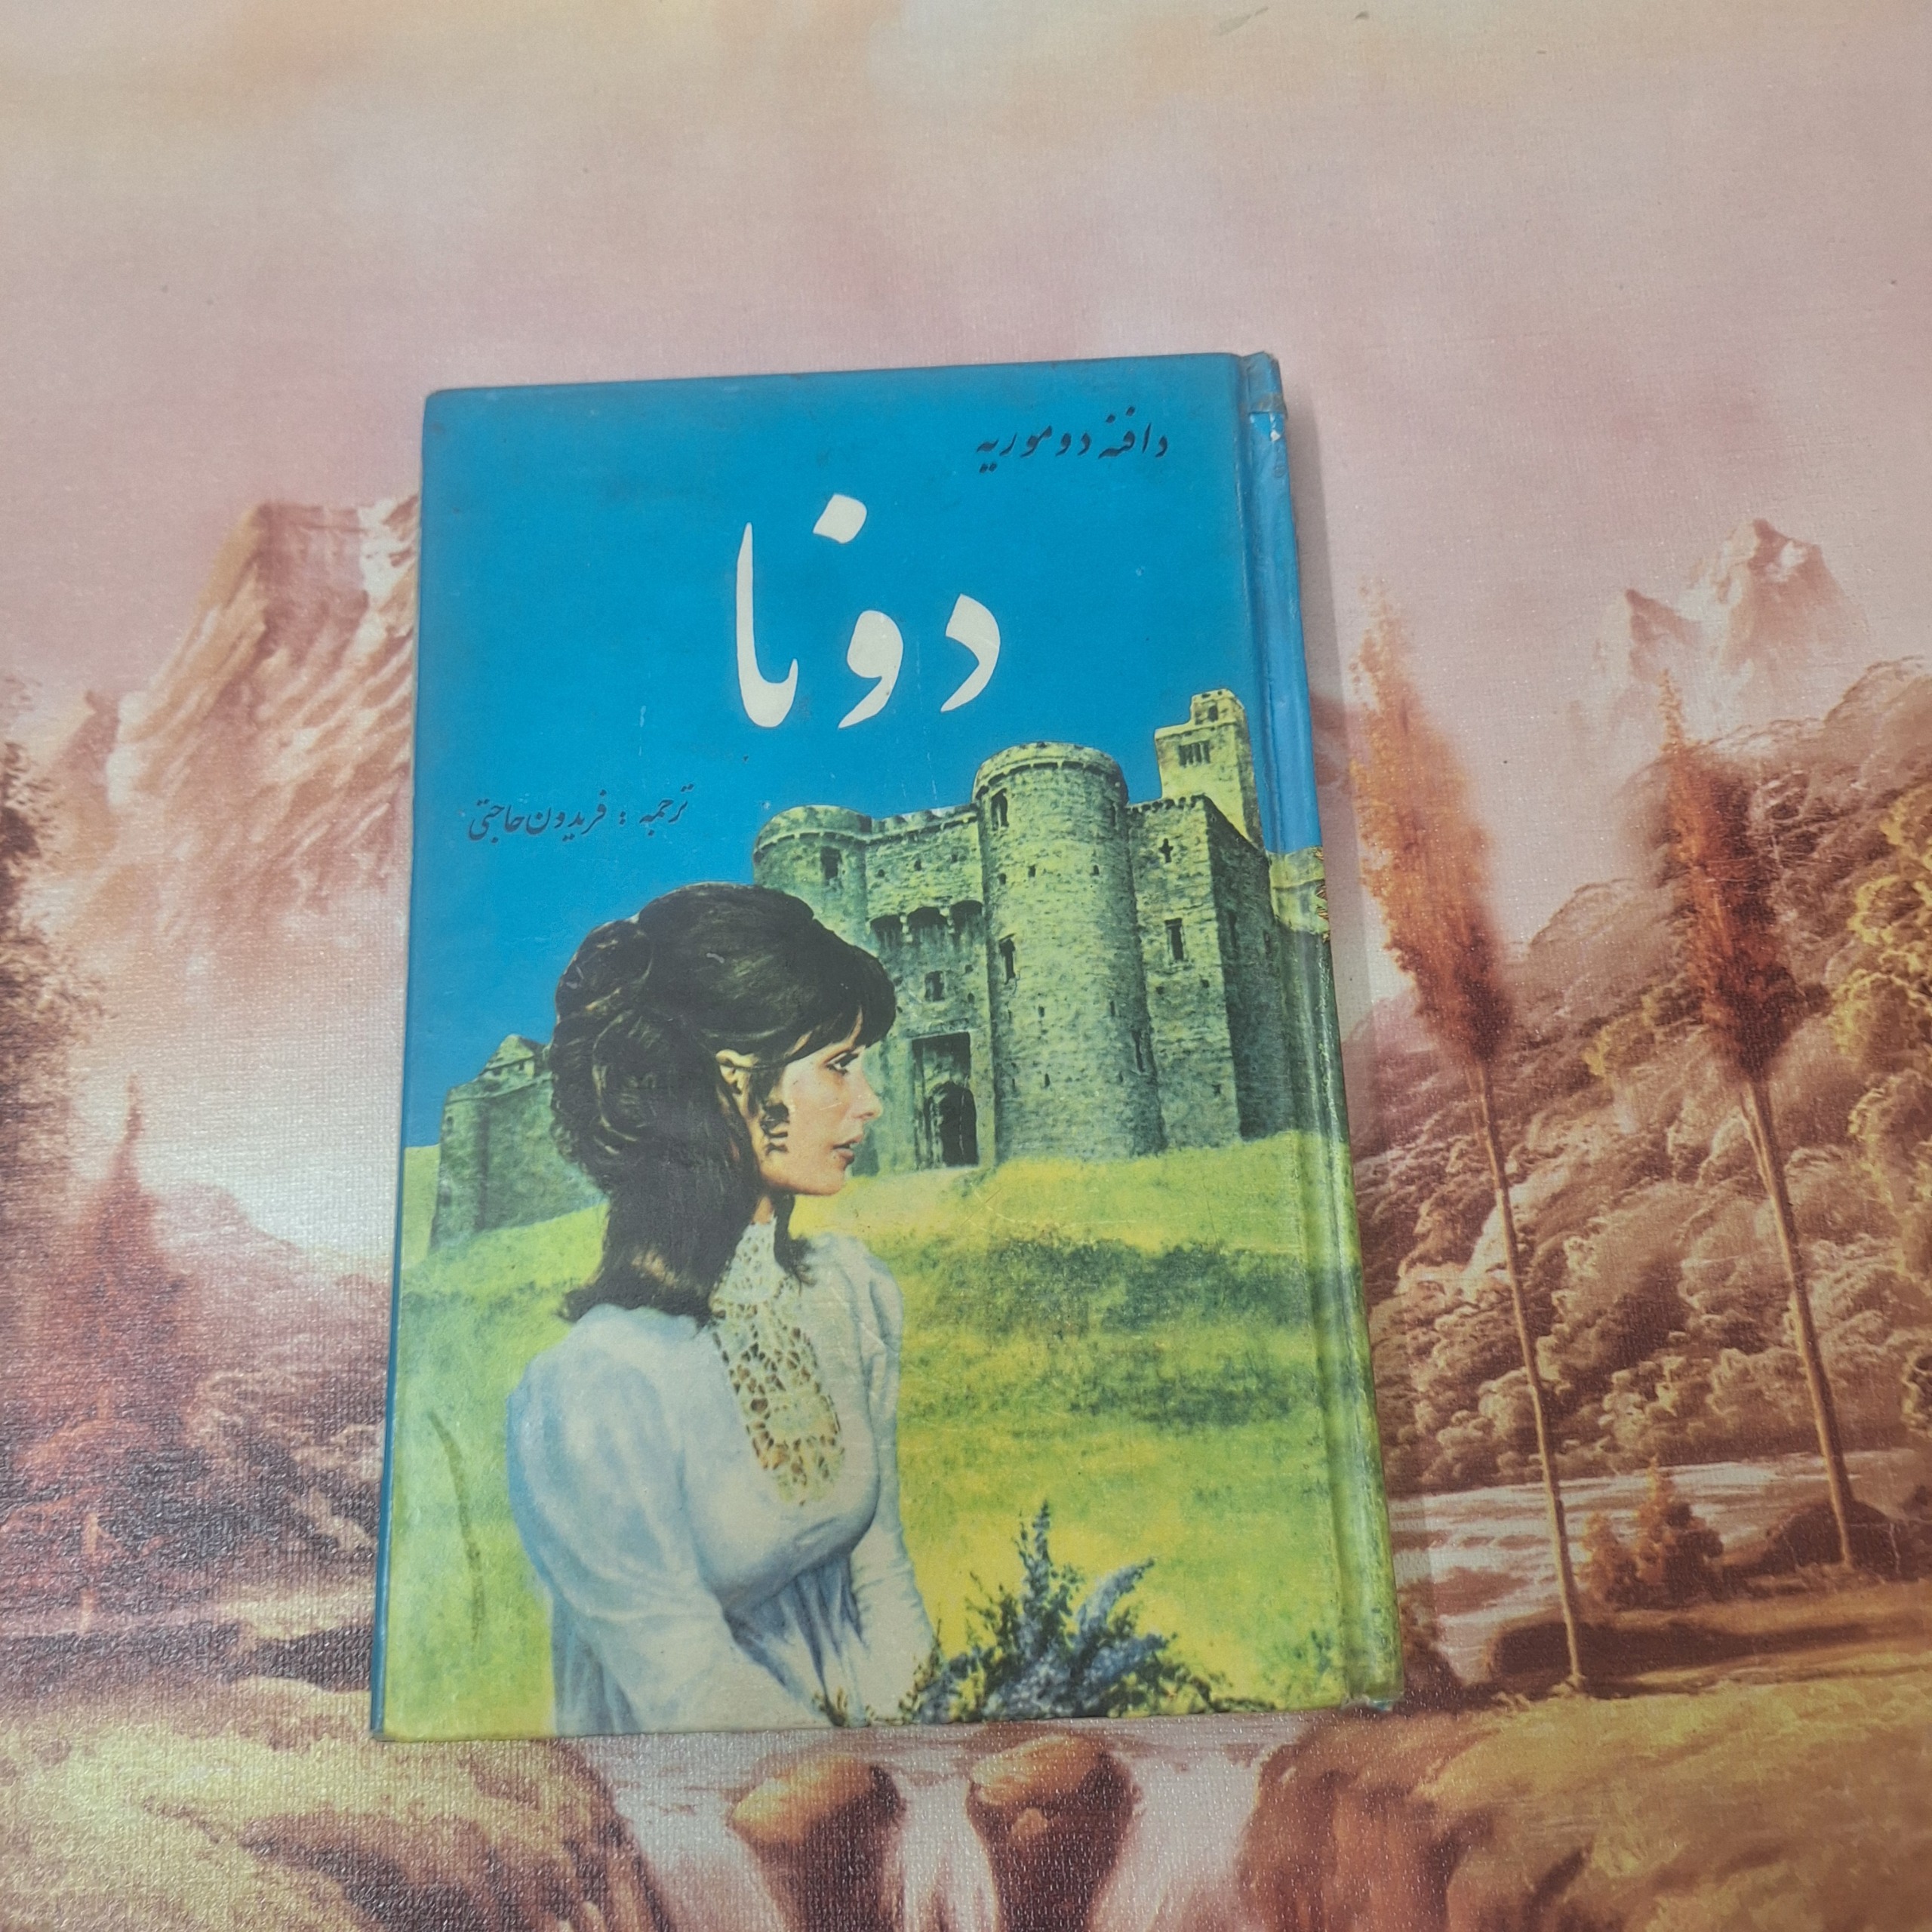 دافنه دوموریه
دونا
ترجمه : فریدون حاجتی